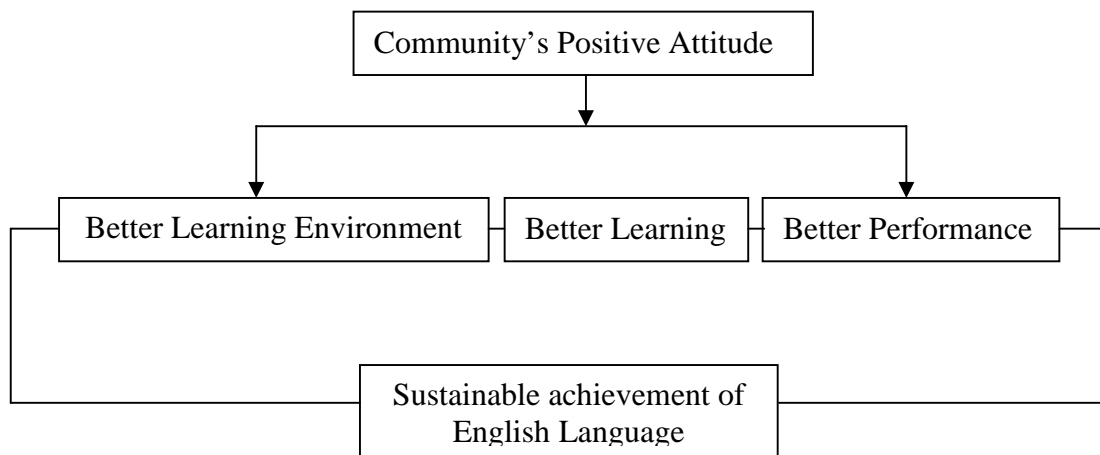 Community’s Positive Attitude
Better Learning Environment
Better Learning
Better Performance
Sustainable achievement of
English Language